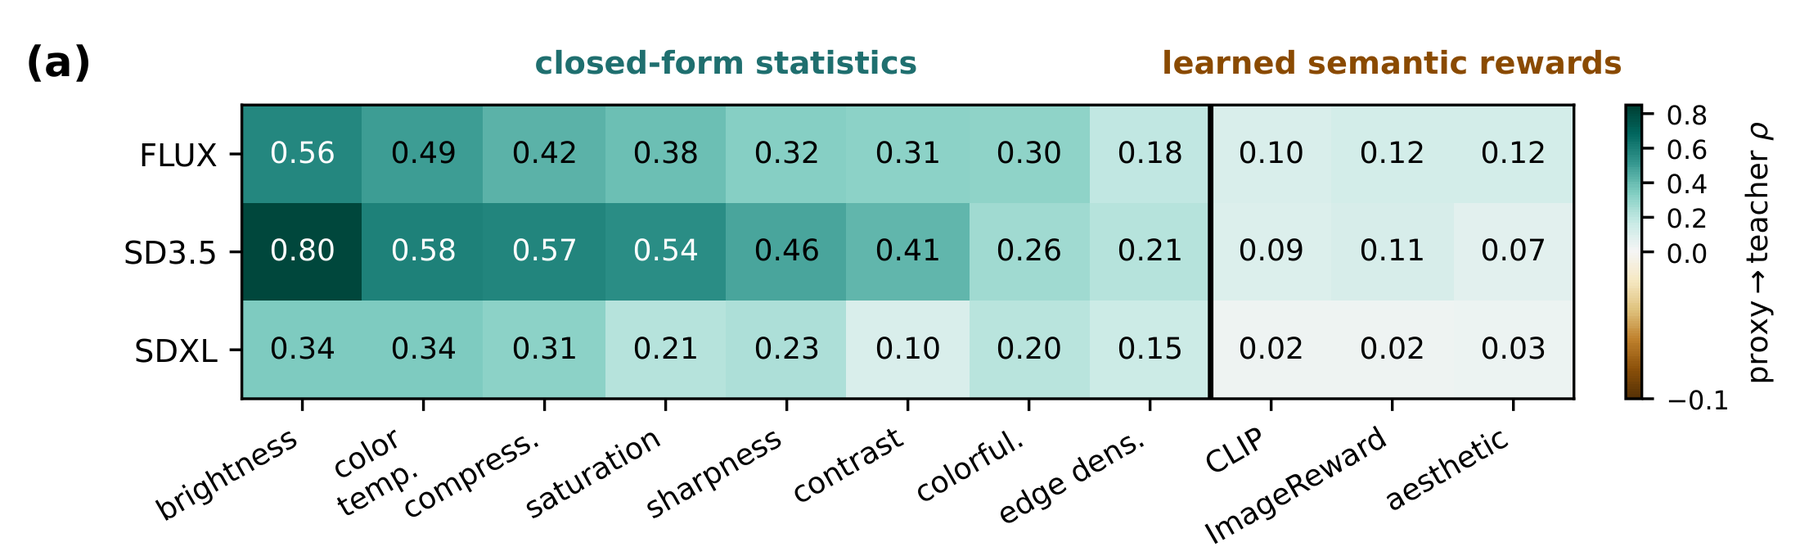 (a)
closed-form statistics
learned semantic rewards
FLUX 0.56 0.49 0.42 0.38 0.32 0.31 0.30 0.18 0.10 0.12 0.12
SD3.5 0.80 0.58 0.57 0.54 0.46 0.41 0.26 0.21 0.09 0.11 0.07
SDXL 0.34 0.34 0.31 0.21 0.23 0.10 0.20 0.15 0.02 0.02 0.03
brightness
color
temp.
compress.
saturation
sharpness
contrast
colorful.
edge dens.
CLIP
ImageReward
aesthetic
0.8
0.6
0.4
0.2
0.0
−0.1
proxy→teacher ρ